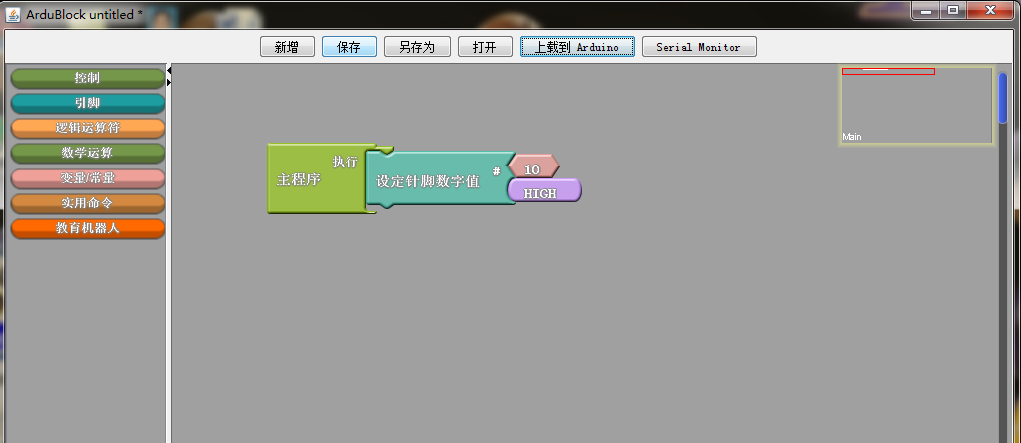 ArduBlock untitled *
新增 保存 另存为 打开 上载到 Arduino Serial Monitor
控制
引脚
逻辑运算符
数学运算
变量/常量
实用命令
教育机器人
主程序 执行
设定针脚数字值 # 10
HIGH
Main